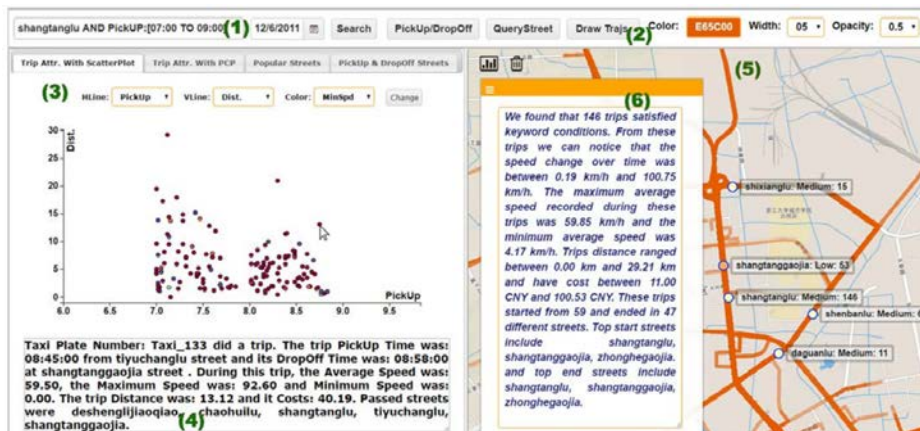 shangtanglu AND PickUP:[07:00 TO 09:00 (1) 12/6/2011 Search PickUp/DropOff QueryStreet Draw Trajs (2) Color: E65C00 Width: 05 Opacity: 0.5
Trip Attr. With ScatterPlot Trip Attr. With PCP Popular Streets PickUp & DropOff Streets
(3) HLine: PickUp VLine: Dist. Color: MinSpd Change
Dist.
30
25
20
15
10
5
0
PickUp
6.0 6.5 7.0 7.5 8.0 8.5 9.0 9.5
Taxi Plate Number: Taxi_133 did a trip. The trip PickUp Time was:
08:45:00 from tiyuchanglu street and its DropOff Time was: 08:58:00
at shangtanggaojia street . During this trip, the Average Speed was:
59.50, the Maximum Speed was: 92.60 and Minimum Speed was:
0.00. The trip Distance was: 13.12 and it Costs: 40.19. Passed streets
were deshenglijiaoqiao, chaohuilu, shangtanglu, tiyuchanglu,
shangtanggaojia.
(4)
(6)
We found that 146 trips satisfied
keyword conditions. From these
trips we can notice that the
speed change over time was
between 0.19 km/h and 100.75
km/h. The maximum average
speed recorded during these
trips was 59.85 km/h and the
minimum average speed was
4.17 km/h. Trips distance ranged
between 0.00 km and 29.21 km
and have cost between 11.00
CNY and 100.53 CNY. These trips
started from 59 and ended in 47
different streets. Top start streets
include shangtanglu,
shangtanggaojia, zhonghegaojia.
and top end streets include
shangtanglu, shangtanggaojia,
zhonghegaojia.
(5)
shixianglu: Medium: 15
shangtanggaojia: Low: 53
shangtanglu: Medium: 146
shenbanlu: Medium:
daguanlu: Medium: 11